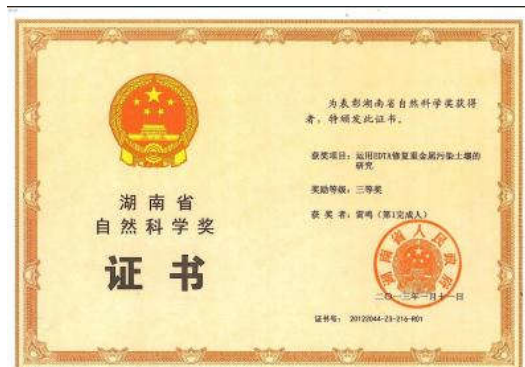 湖南省
自然科学奖
证书
为表彰湖南省自然科学奖获得
者,特颁发此证书。
获奖项目:运用EDTA修复重金属污染土壤的
研究
奖励等级:三等奖
获 奖 者:雷鸣(第1完成人)
湖南省人民政府
二〇一三年一月十一日
证书号: 20122044-Z3-216-R01